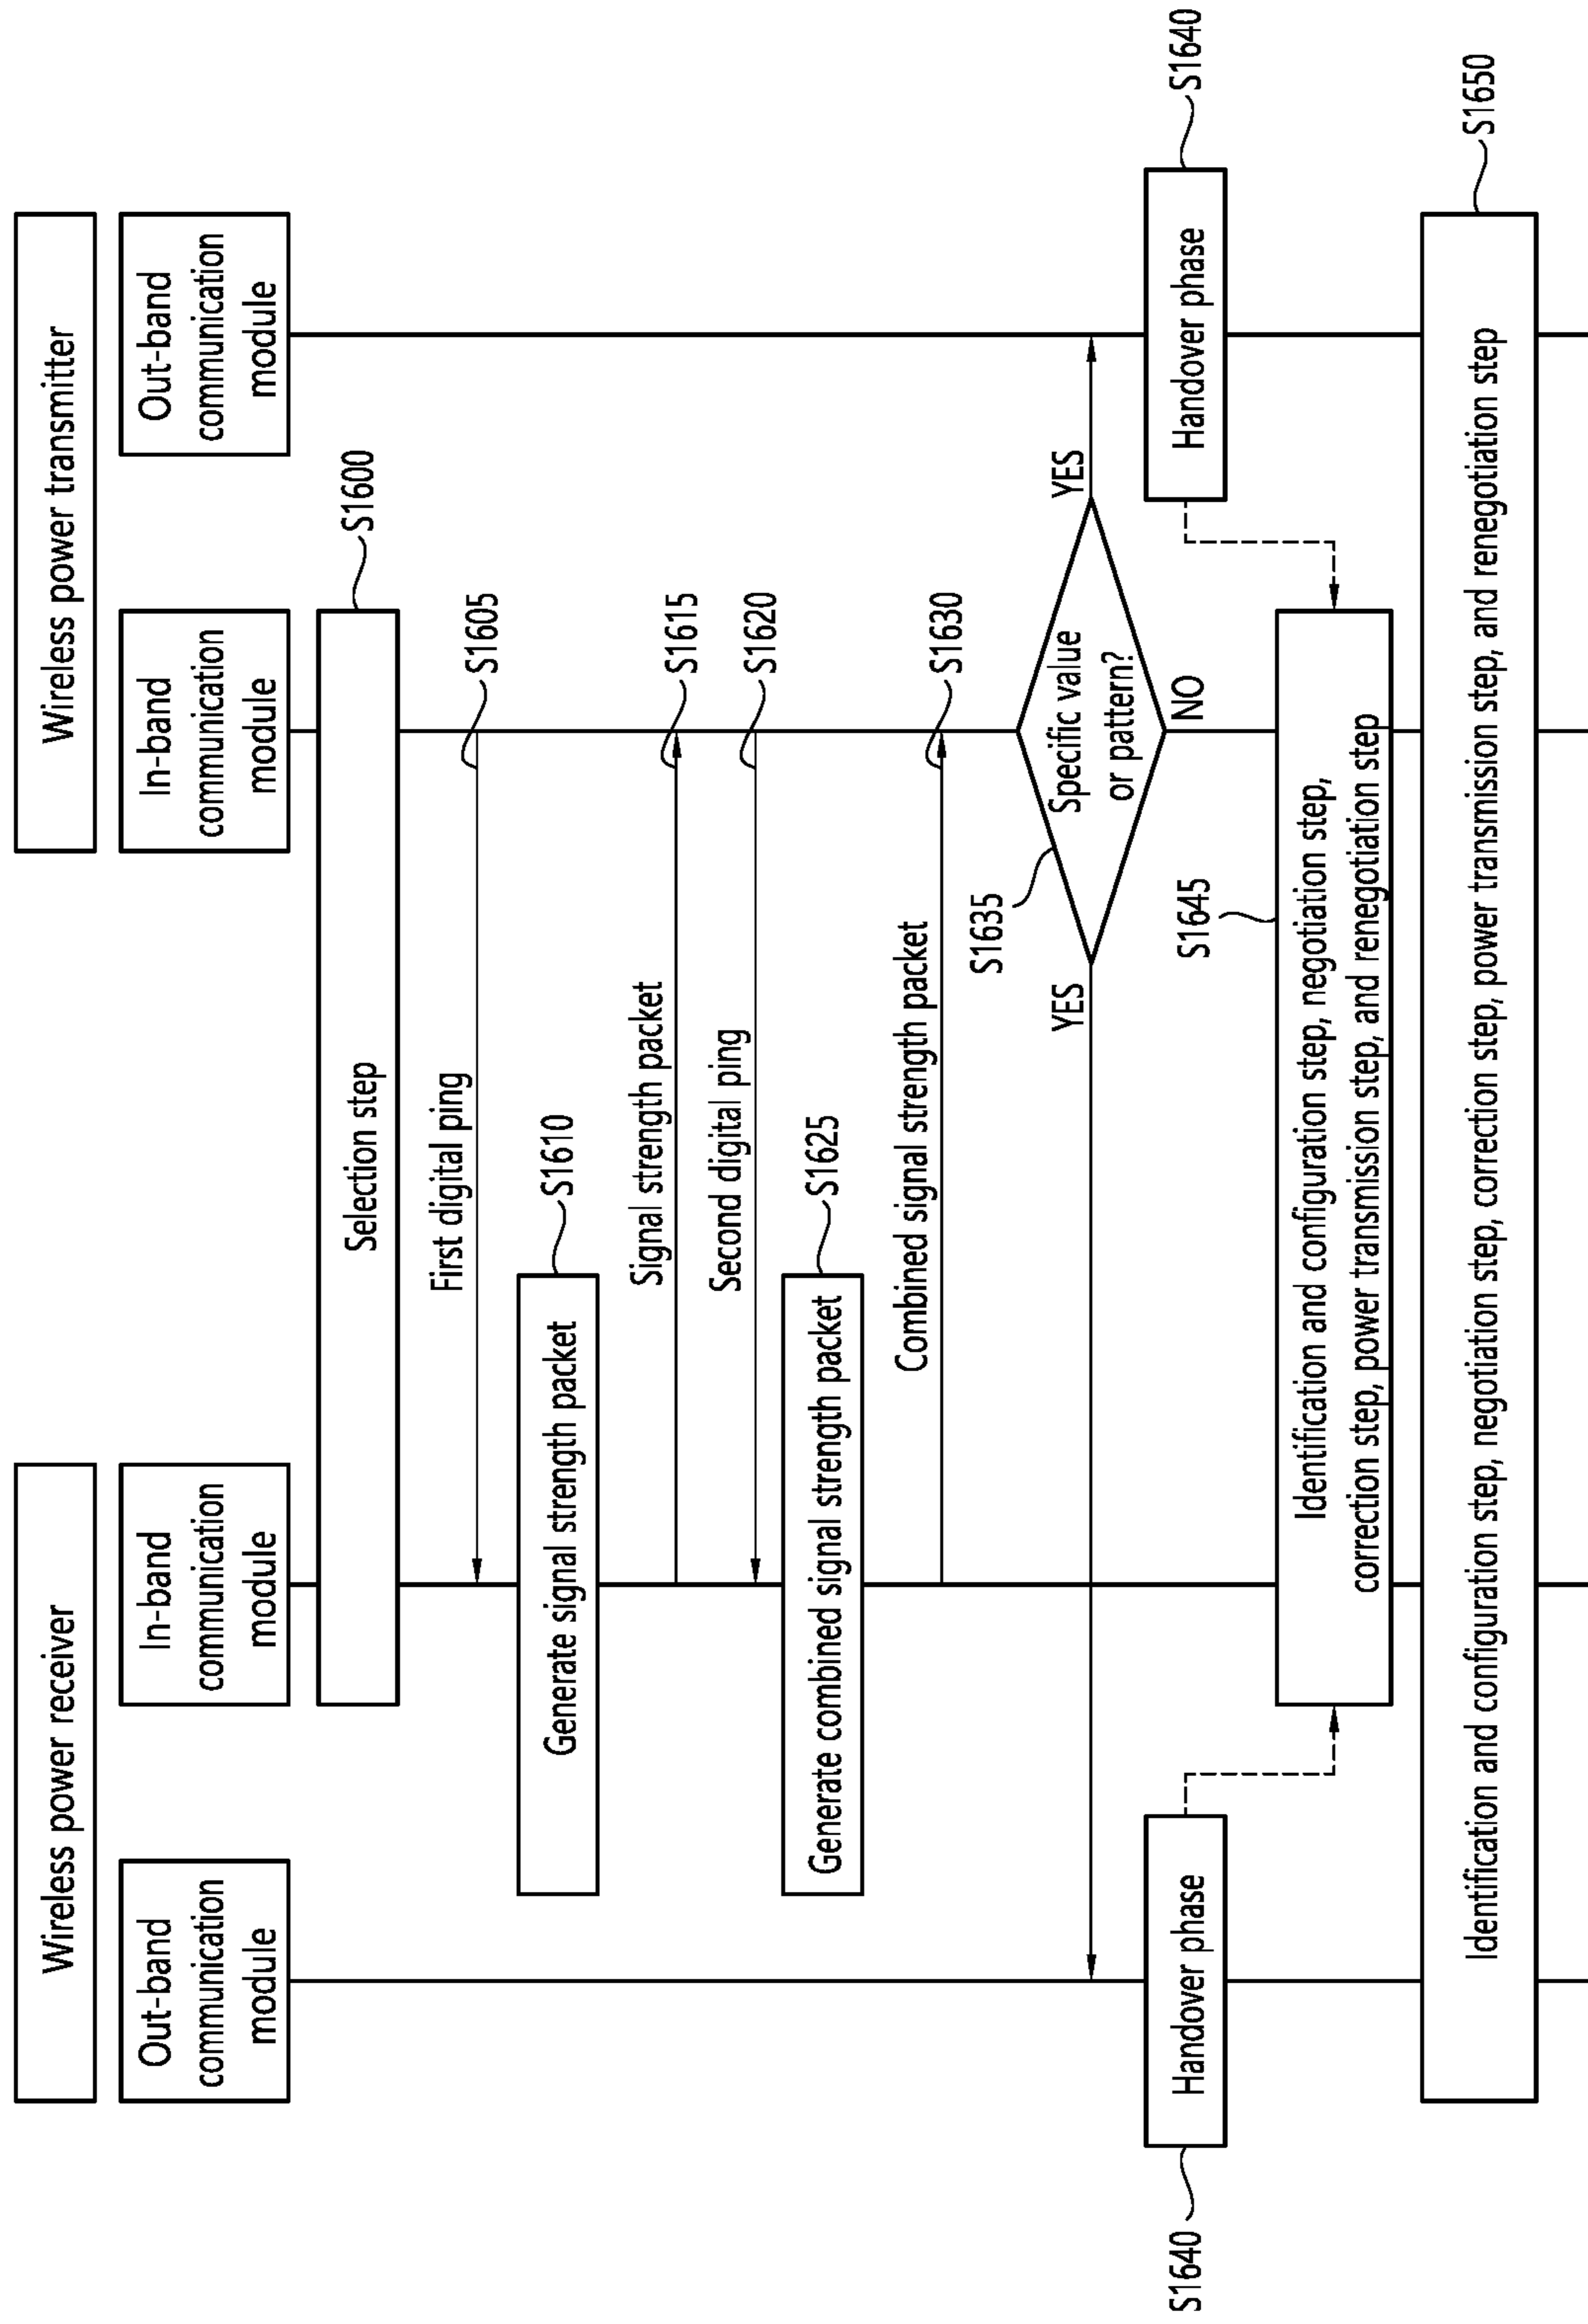 Wireless power receiver
Wireless power transmitter
Out-band
communication
module
In-band
communication
module
In-band
communication
module
Out-band
communication
module
Selection step
S1600
First digital ping
S1605
Generate signal strength packet
S1610
Signal strength packet
S1615
Second digital ping
S1620
Generate combined signal strength packet
S1625
Combined signal strength packet
S1630
S1635
Specific value
or pattern?
YES
YES
NO
S1640
Handover phase
Handover phase
S1640
S1645
Identification and configuration step, negotiation step,
correction step, power transmission step, and renegotiation step
Identification and configuration step, negotiation step, correction step, power transmission step, and renegotiation step
S1650